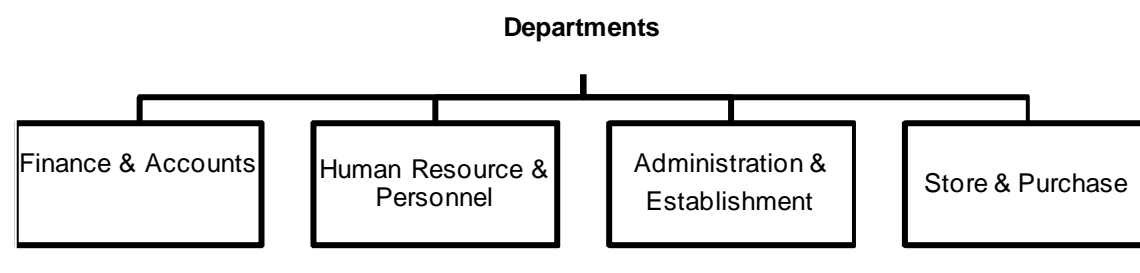 Departments
Finance & Accounts
Human Resource &
Personnel
Administration &
Establishment
Store & Purchase